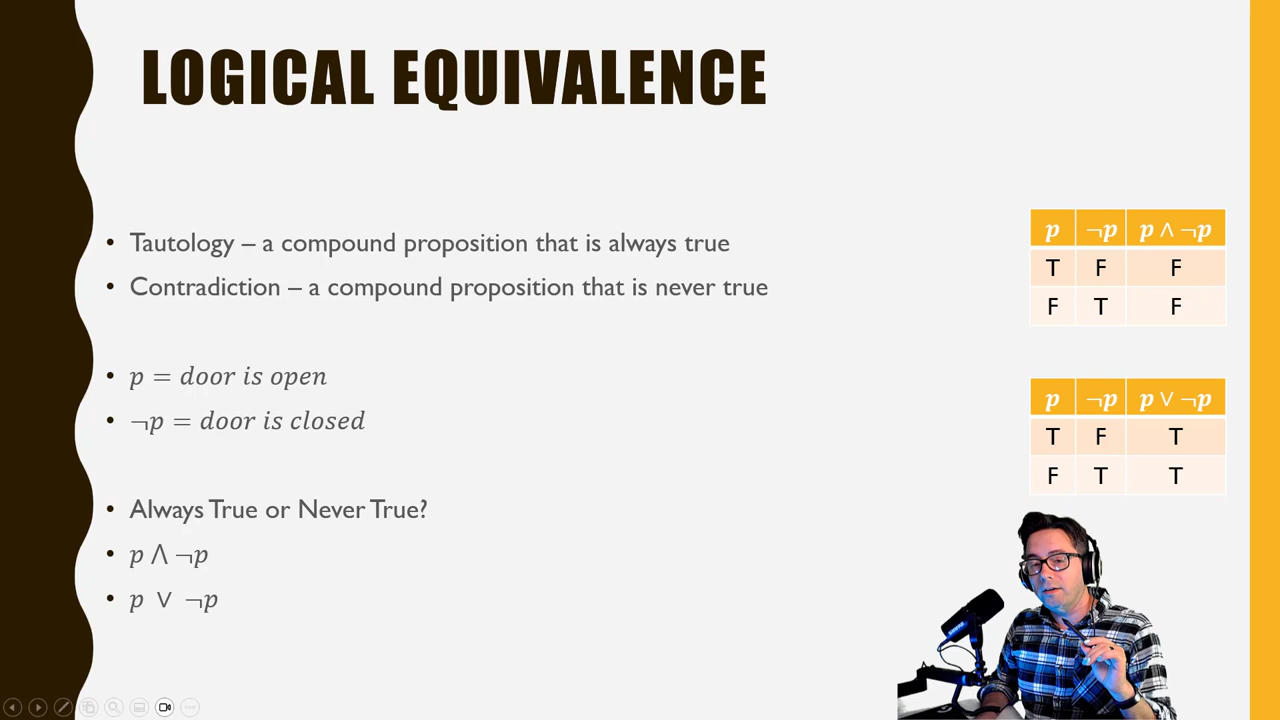 LOGICAL EQUIVALENCE
• Tautology – a compound proposition that is always true
• Contradiction – a compound proposition that is never true
• p = door is open
• ¬p = door is closed
• Always True or Never True?
• p ⋀ ¬p
• p ∨ ¬p
p ¬p p ∧ ¬p
T F F
F T F
p ¬p p ∨ ¬p
T F T
F T T